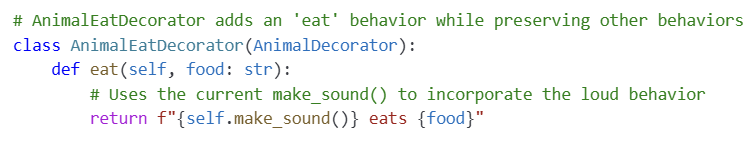 # AnimalEatDecorator adds an 'eat' behavior while preserving other behaviors
class AnimalEatDecorator(AnimalDecorator):
    def eat(self, food: str):
        # Uses the current make_sound() to incorporate the loud behavior
        return f"{self.make_sound()} eats {food}"